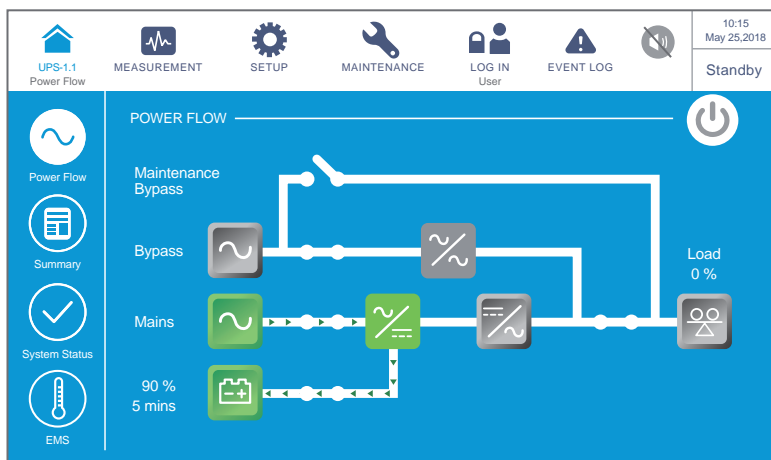 UPS-1.1
Power Flow
MEASUREMENT
SETUP
MAINTENANCE
LOG IN
User
EVENT LOG
10:15
May 25,2018
Standby
POWER FLOW
Power Flow
Summary
System Status
EMS
Maintenance
Bypass
Bypass
Mains
90 %
5 mins
Load
0 %